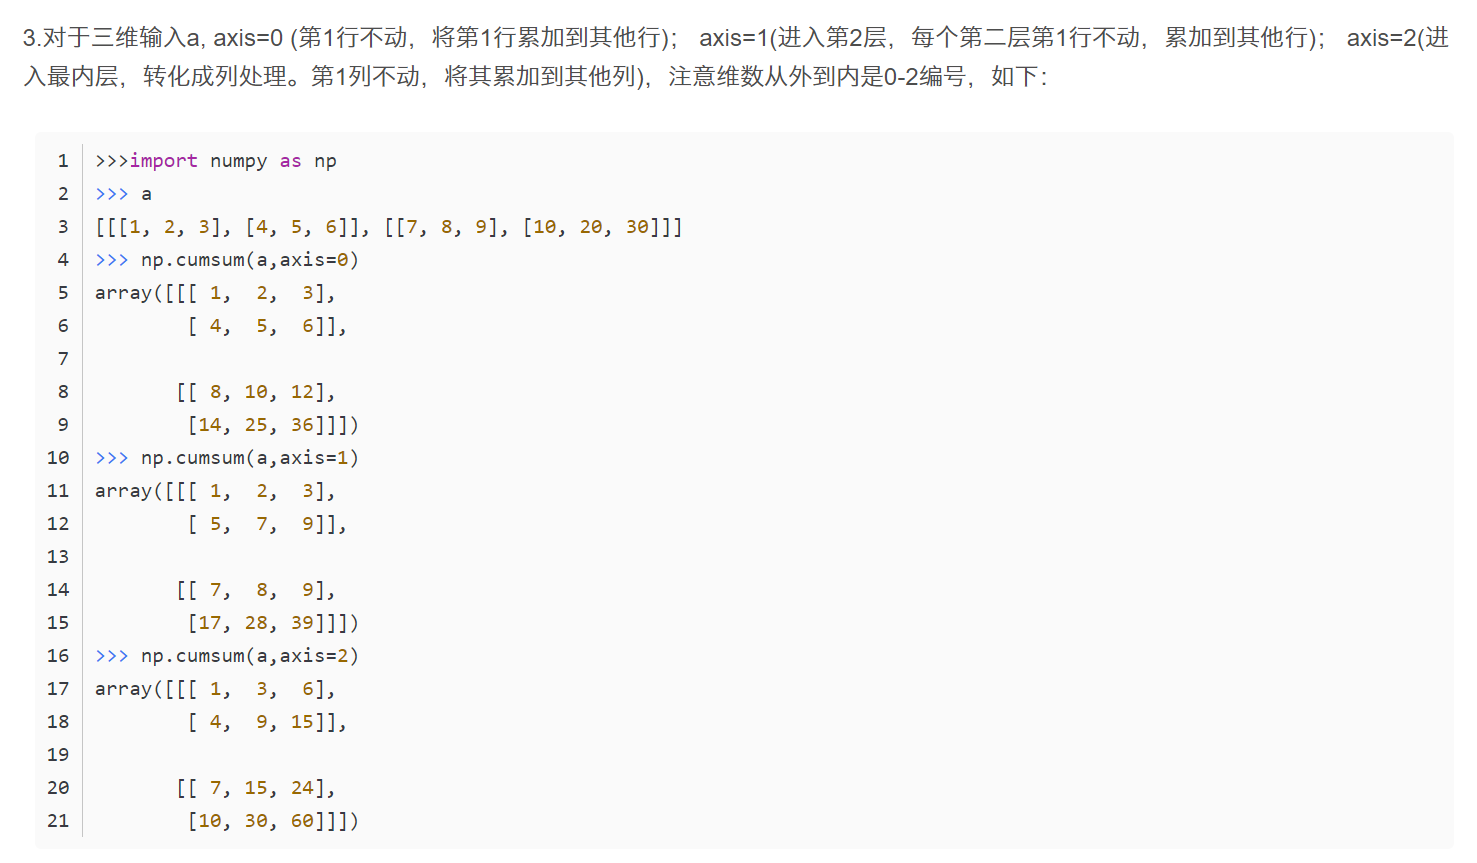 3.对于三维输入a, axis=0 (第1行不动，将第1行累加到其他行)； axis=1(进入第2层，每个第二层第1行不动，累加到其他行)； axis=2(进
入最内层，转化成列处理。第1列不动，将其累加到其他列)，注意维数从外到内是0-2编号，如下：
1 >>>import numpy as np
2 >>> a
3 [[[1, 2, 3], [4, 5, 6]], [[7, 8, 9], [10, 20, 30]]]
4 >>> np.cumsum(a,axis=0)
5 array([[[ 1,  2,  3],
6         [ 4,  5,  6]],
7
8        [[ 8, 10, 12],
9         [14, 25, 36]]])
10 >>> np.cumsum(a,axis=1)
11 array([[[ 1,  2,  3],
12         [ 5,  7,  9]],
13
14        [[ 7,  8,  9],
15         [17, 28, 39]]])
16 >>> np.cumsum(a,axis=2)
17 array([[[ 1,  3,  6],
18         [ 4,  9, 15]],
19
20        [[ 7, 15, 24],
21         [10, 30, 60]]])